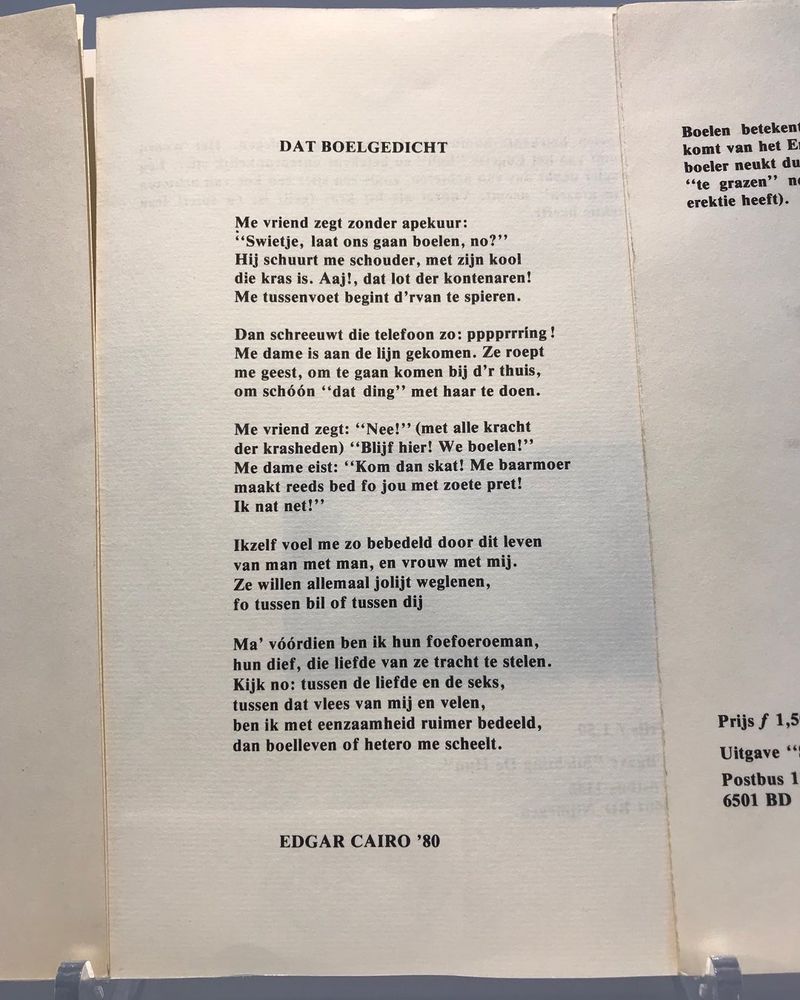 DAT BOELGEDICHT
Me vriend zegt zonder apekuur:
“Swietje, laat ons gaan boelen, no?”
Hij schuurt me schouder, met zijn kool
die kras is. Aaj!, dat lot der kontenaren!
Me tussenvoet begint d'rvan te spieren.
Dan schreeuwt die telefoon zo: pppprrring!
Me dame is aan de lijn gekomen. Ze roept
me geest, om te gaan komen bij d'r thuis,
om schóón “dat ding” met haar te doen.
Me vriend zegt: “Nee!” (met alle kracht
der krasheden) “Blijf hier! We boelen!”
Me dame eist: “Kom dan skat! Me baarmoer
maakt reeds bed fo jou met zoete pret!
Ik nat net!”
Ikzelf voel me zo bebedeld door dit leven
van man met man, en vrouw met mij.
Ze willen allemaal jolijt weglenen,
fo tussen bil of tussen dij
Ma' vóórdien ben ik hun foefoeroeman,
hun dief, die liefde van ze tracht te stelen.
Kijk no: tussen de liefde en de seks,
tussen dat vlees van mij en velen,
ben ik met eenzaamheid ruimer bedeeld,
dan boelleven of hetero me scheelt.
EDGAR CAIRO '80
Boelen betekent
komt van het
boeler neukt
“te grazen”
erektie heeft).
Prijs ƒ 1,5
Uitgave
Postbus 1
6501 BD